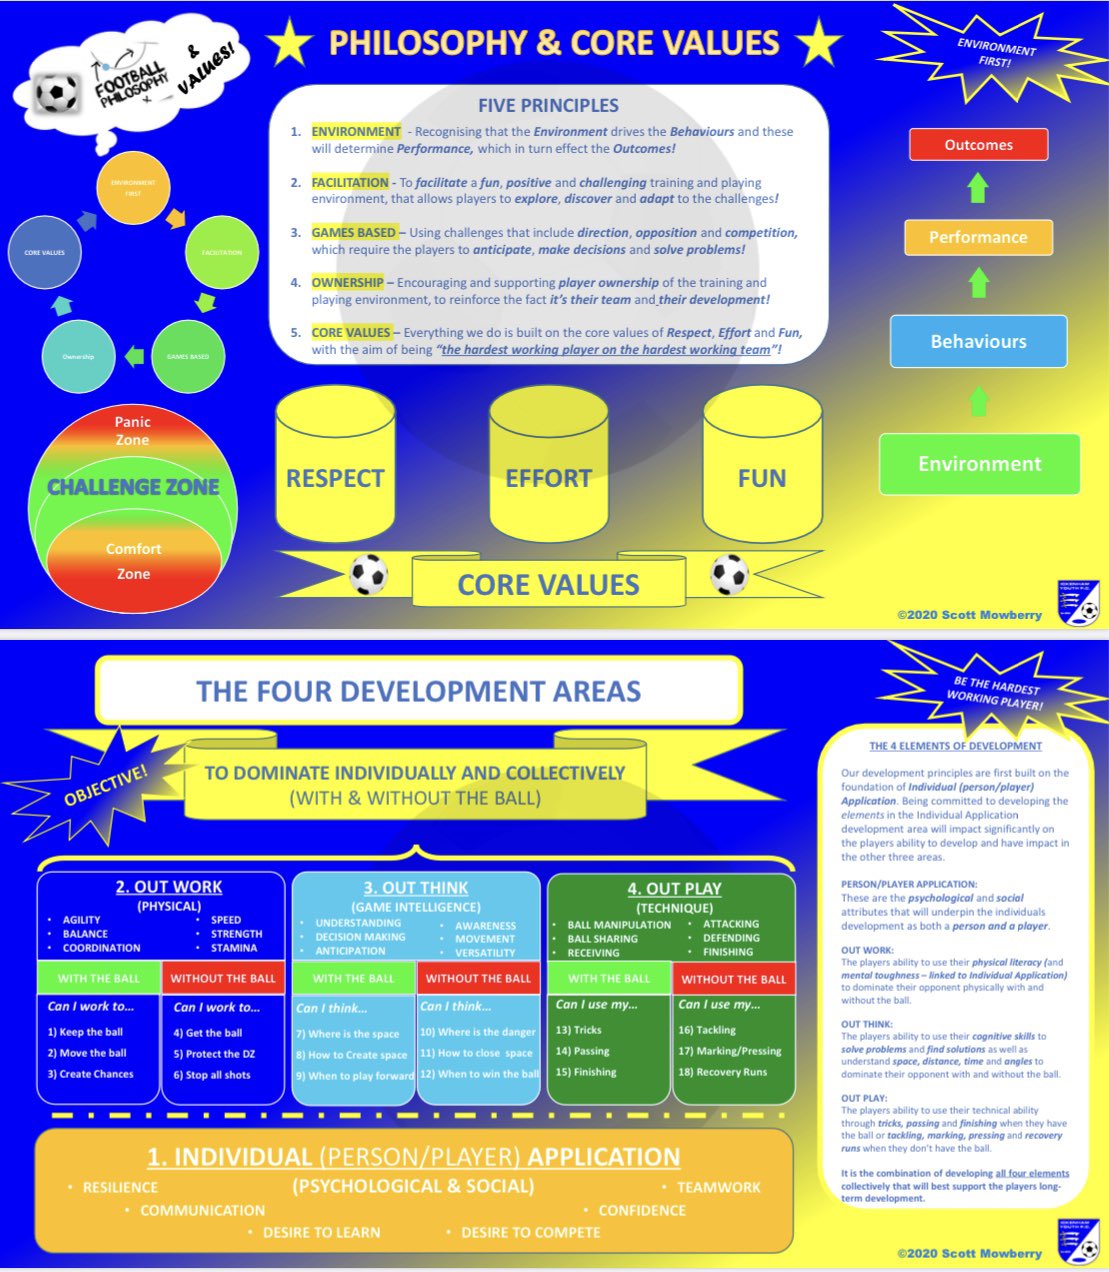 FOOTBALL
PHILOSOPHY
&
VALUES!
PHILOSOPHY & CORE VALUES
ENVIRONMENT
FIRST!
ENVIRONMENT
FIRST
FACILITATION
GAMES BASED
Ownership
CORE VALUES
FIVE PRINCIPLES
1. ENVIRONMENT - Recognising that the Environment drives the Behaviours and these
will determine Performance, which in turn effect the Outcomes!
2. FACILITATION - To facilitate a fun, positive and challenging training and playing
environment, that allows players to explore, discover and adapt to the challenges!
3. GAMES BASED – Using challenges that include direction, opposition and competition,
which require the players to anticipate, make decisions and solve problems!
4. OWNERSHIP – Encouraging and supporting player ownership of the training and
playing environment, to reinforce the fact it's their team and their development!
5. CORE VALUES – Everything we do is built on the core values of Respect, Effort and Fun,
with the aim of being "the hardest working player on the hardest working team"!
Outcomes
Performance
Behaviours
Environment
Panic
Zone
CHALLENGE ZONE
Comfort
Zone
RESPECT
EFFORT
FUN
CORE VALUES
YOUTH F.C.
©2020 Scott Mowberry
THE FOUR DEVELOPMENT AREAS
OBJECTIVE!
TO DOMINATE INDIVIDUALLY AND COLLECTIVELY
(WITH & WITHOUT THE BALL)
2. OUT WORK
(PHYSICAL)
• AGILITY
• BALANCE
• COORDINATION
• SPEED
• STRENGTH
• STAMINA
WITH THE BALL
Can I work to...
1) Keep the ball
2) Move the ball
3) Create Chances
WITHOUT THE BALL
Can I work to...
4) Get the ball
5) Protect the DZ
6) Stop all shots
3. OUT THINK
(GAME INTELLIGENCE)
• UNDERSTANDING
• DECISION MAKING
• ANTICIPATION
• AWARENESS
• MOVEMENT
• VERSATILITY
WITH THE BALL
Can I think...
7) Where is the space
8) How to Create space
9) When to play forward
WITHOUT THE BALL
Can I think...
10) Where is the danger
11) How to close space
12) When to win the ball
4. OUT PLAY
(TECHNIQUE)
• BALL MANIPULATION
• BALL SHARING
• RECEIVING
• ATTACKING
• DEFENDING
• FINISHING
WITH THE BALL
Can I use my...
13) Tricks
14) Passing
15) Finishing
WITHOUT THE BALL
Can I use my...
16) Tackling
17) Marking/Pressing
18) Recovery Runs
1. INDIVIDUAL (PERSON/PLAYER) APPLICATION
(PSYCHOLOGICAL & SOCIAL)
• RESILIENCE
• COMMUNICATION
• DESIRE TO LEARN
• DESIRE TO COMPETE
• CONFIDENCE
• TEAMWORK
BE THE HARDEST
WORKING PLAYER!
THE 4 ELEMENTS OF DEVELOPMENT
Our development principles are first built on the
foundation of Individual (person/player)
Application. Being committed to developing the
elements in the Individual Application
development area will impact significantly on
the players ability to develop and have impact in
the other three areas.
PERSON/PLAYER APPLICATION:
These are the psychological and social
attributes that will underpin the individuals
development as both a person and a player.
OUT WORK:
The players ability to use their physical literacy (and
mental toughness – linked to Individual Application)
to dominate their opponent physically with and
without the ball.
OUT THINK:
The players ability to use their cognitive skills to
solve problems and find solutions as well as
understand space, distance, time and angles to
dominate their opponent with and without the ball.
OUT PLAY:
The players ability to use their technical ability
through tricks, passing and finishing when they have
the ball or tackling, marking, pressing and recovery
runs when they don't have the ball.
It is the combination of developing all four elements
collectively that will best support the players long-
term development.
YOUTH F.C.
©2020 Scott Mowberry